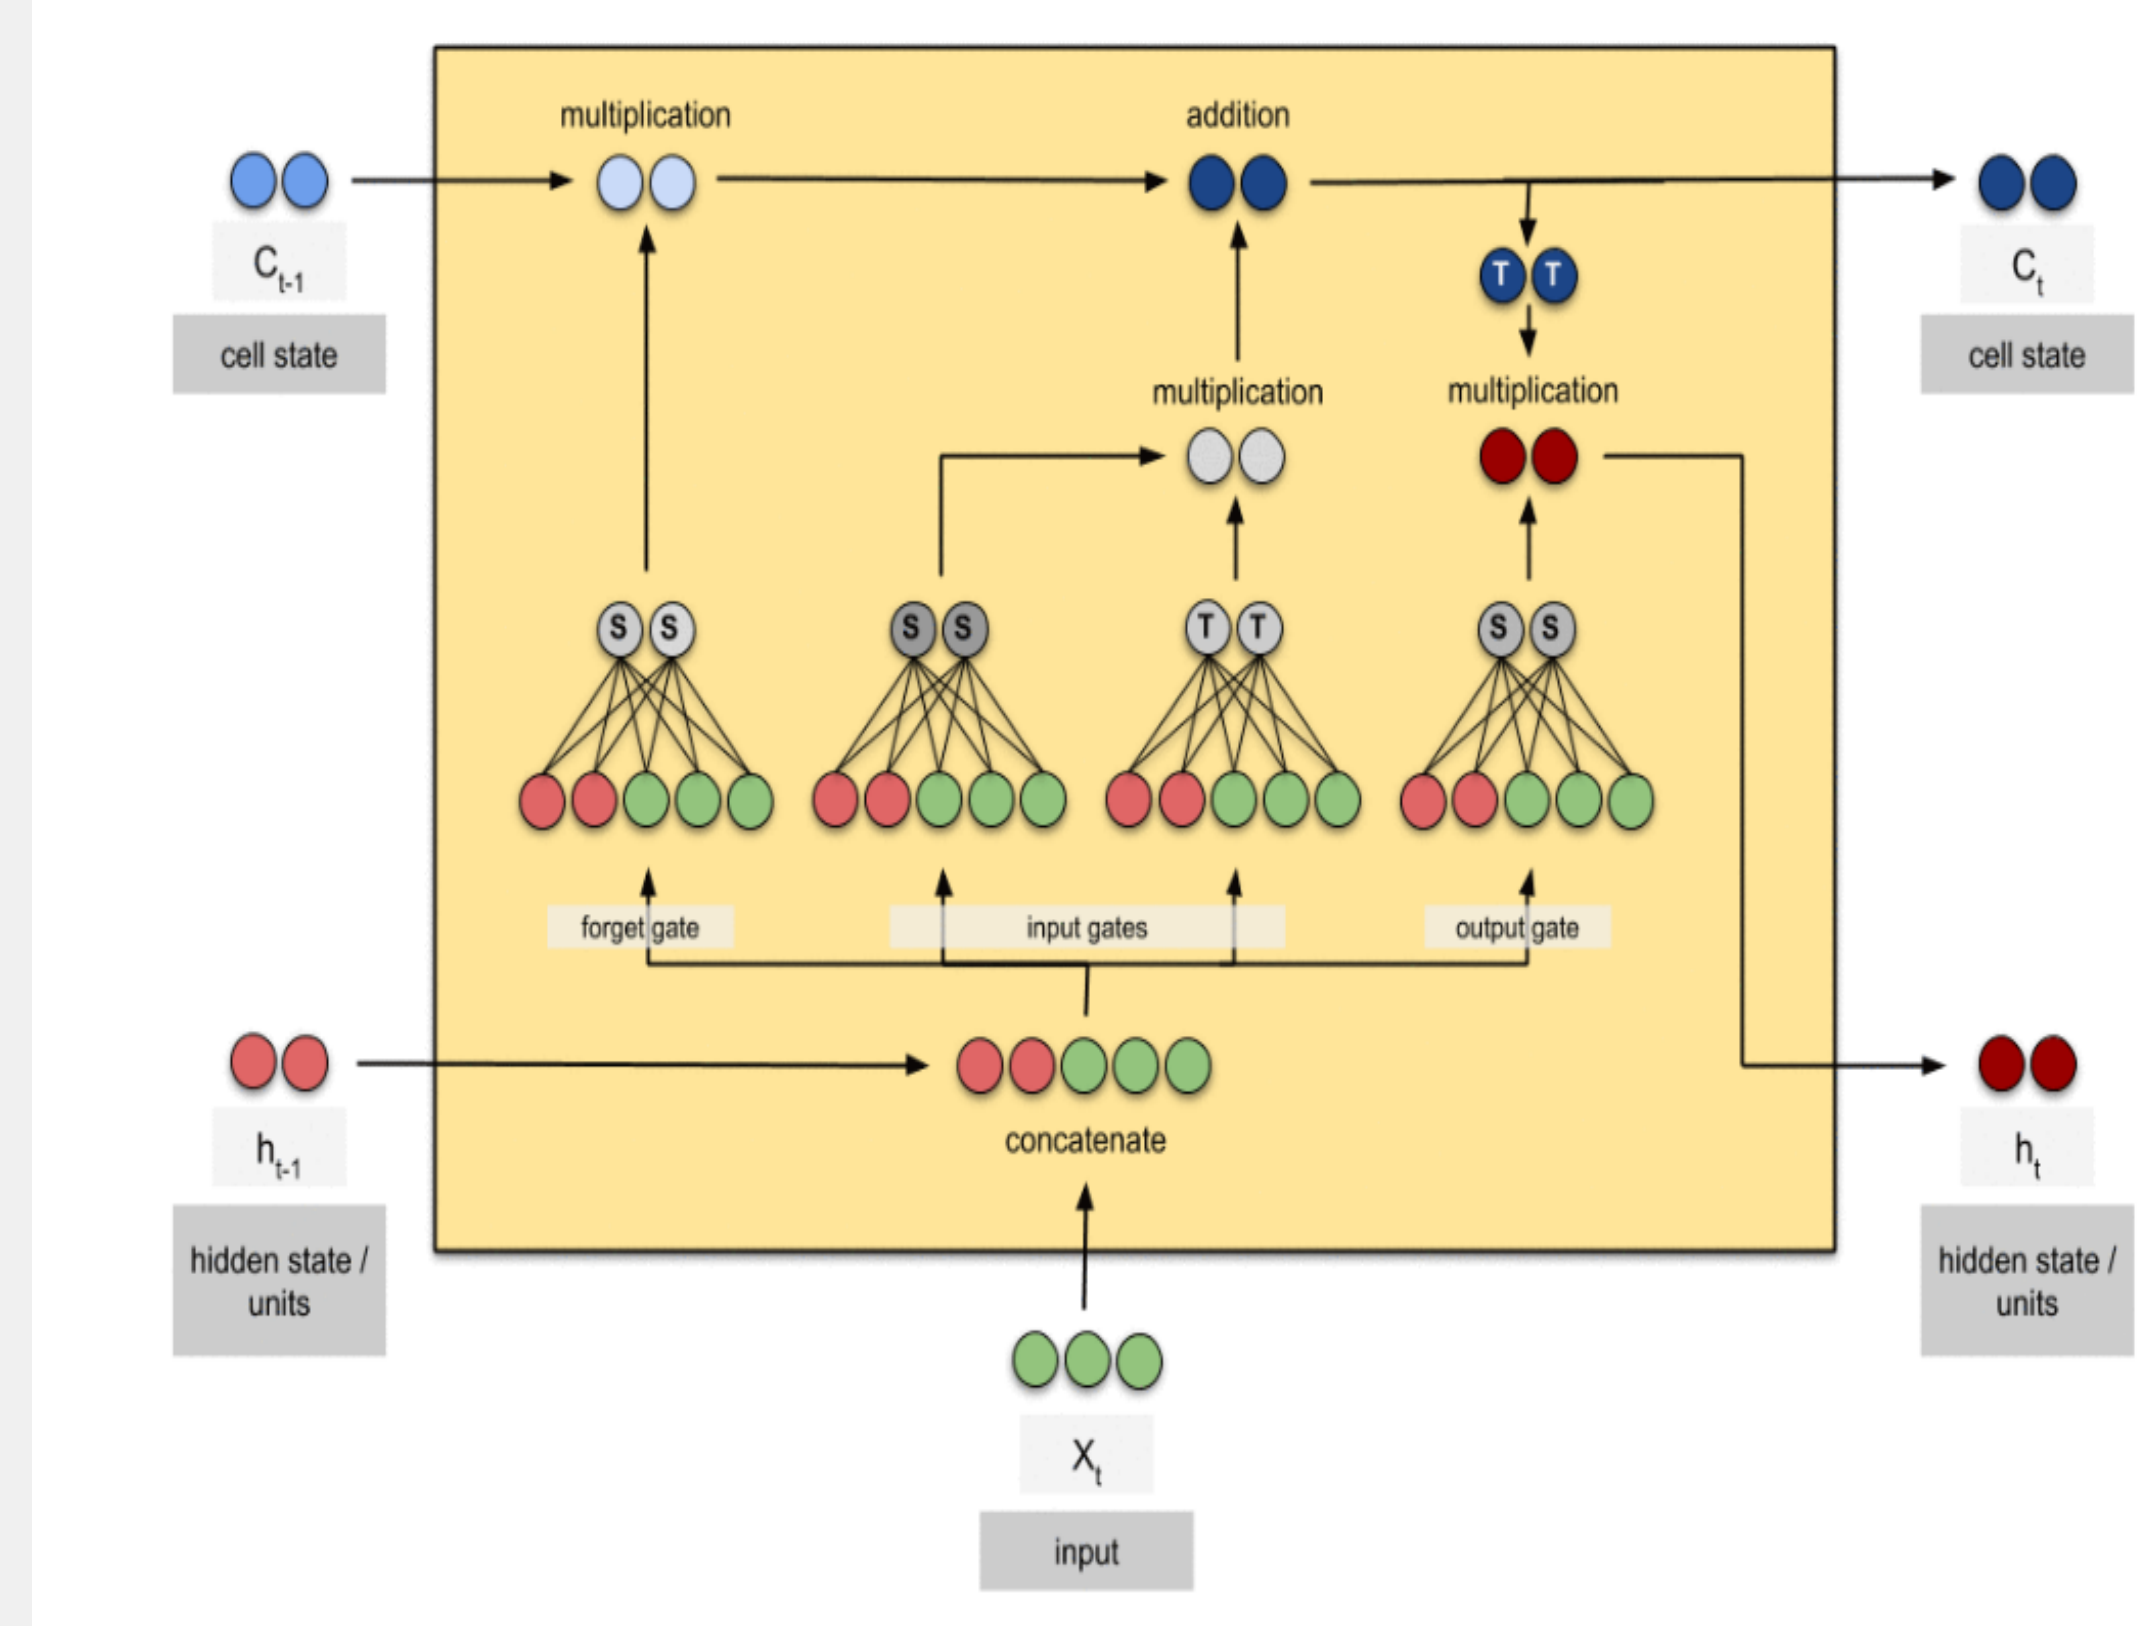 multiplication
addition
C t-1
cell state
T T
C t
cell state
multiplication
multiplication
S S
S S
T T
S S
forget gate
input gates
output gate
h t-1
hidden state /
units
concatenate
h t
hidden state /
units
X t
input